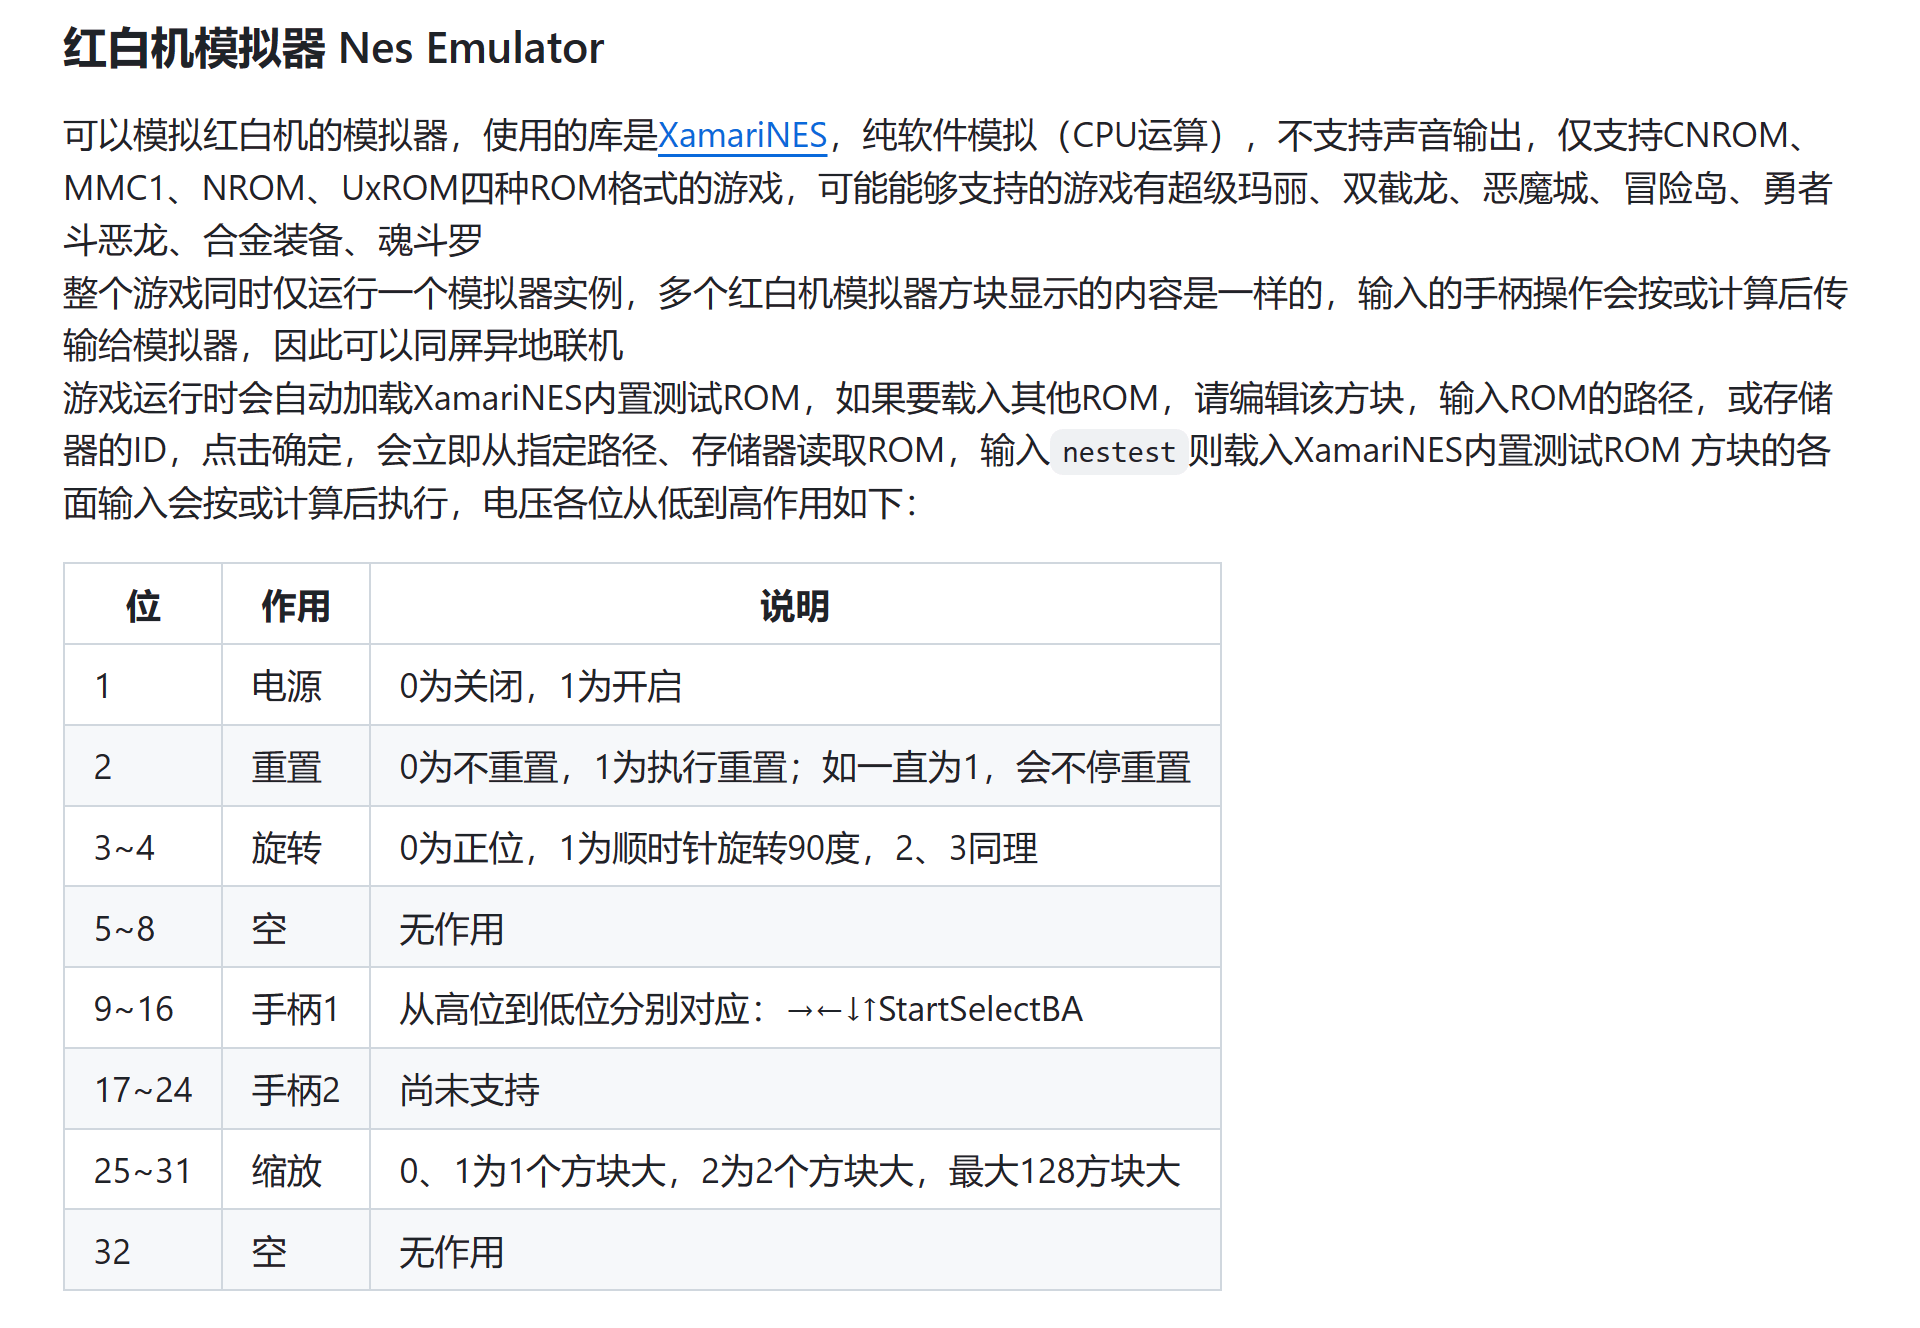 红白机模拟器 Nes Emulator
可以模拟红白机的模拟器，使用的库是XamariNES，纯软件模拟（CPU运算），不支持声音输出，仅支持CNROM、
MMC1、NROM、UxROM四种ROM格式的游戏，可能能够支持的游戏有超级玛丽、双截龙、恶魔城、冒险岛、勇者
斗恶龙、合金装备、魂斗罗
整个游戏同时仅运行一个模拟器实例，多个红白机模拟器方块显示的内容是一样的，输入的手柄操作会按或计算后传
输给模拟器，因此可以同屏异地联机
游戏运行时会自动加载XamariNES内置测试ROM，如果要载入其他ROM，请编辑该方块，输入ROM的路径，或存储
器的ID，点击确定，会立即从指定路径、存储器读取ROM，输入 nestest 则载入XamariNES内置测试ROM 方块的各
面输入会按或计算后执行，电压各位从低到高作用如下：
位 作用 说明
1 电源 0为关闭，1为开启
2 重置 0为不重置，1为执行重置；如一直为1，会不停重置
3~4 旋转 0为正位，1为顺时针旋转90度，2、3同理
5~8 空 无作用
9~16 手柄1 从高位到低位分别对应：→←↓↑StartSelectBA
17~24 手柄2 尚未支持
25~31 缩放 0、1为1个方块大，2为2个方块大，最大128方块大
32 空 无作用